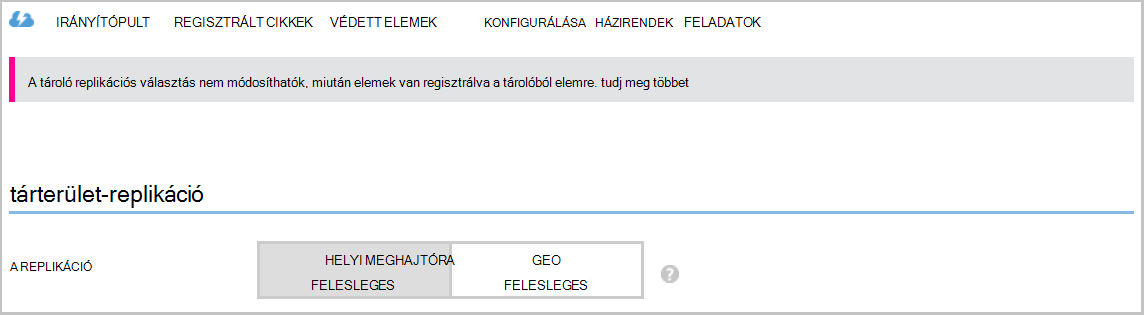 IRÁNYÍTÓPULT REGISZTRÁLT CIKKEK VÉDETT ELEMEK KONFIGURÁLÁSA HÁZIRENDEK FELADATOK
A tároló replikációs választás nem módosíthatók, miután elemek van regisztrálva a tárolóból elemre. tudj meg többet
tárterület-replikáció
A REPLIKÁCIÓ
HELYI MEGHAJTÓRA
FELESLEGES
GEO
FELESLEGES
?